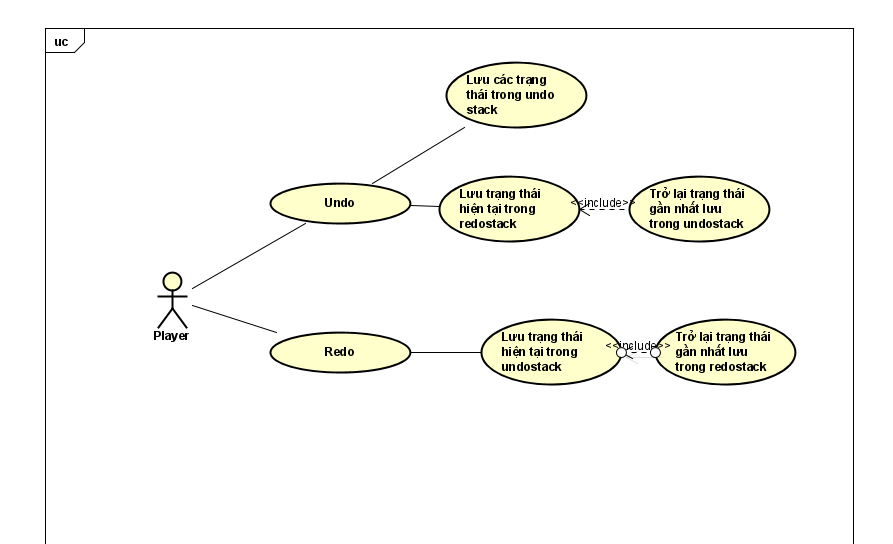 uc
Lưu các trạng
thái trong undo
stack
Undo
Lưu trạng thái
hiện tại trong
redostack
<<include>>
Trở lại trạng thái
gần nhất lưu
trong undostack
Player
Redo
Lưu trạng thái
hiện tại trong
undostack
<<include>>
Trở lại trạng thái
gần nhất lưu
trong redostack